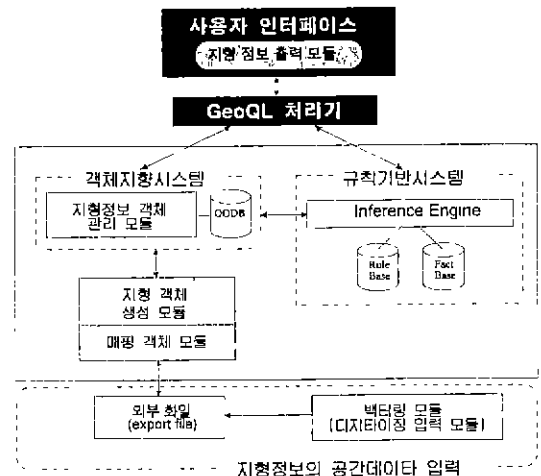 사용자 인터페이스
지형 정보 출력 모듈
GeoQL 처리기
객체지향시스템
지형정보 객체
관리 모듈
OODB
규칙기반시스템
Inference Engine
Rule
Base
Fact
Base
지형 객체
생성 모듈
매핑 객체 모듈
외부 화일
(export file)
벡터링 모듈
(디지타이징 입력 모듈)
지형정보의 공간데이타 입력